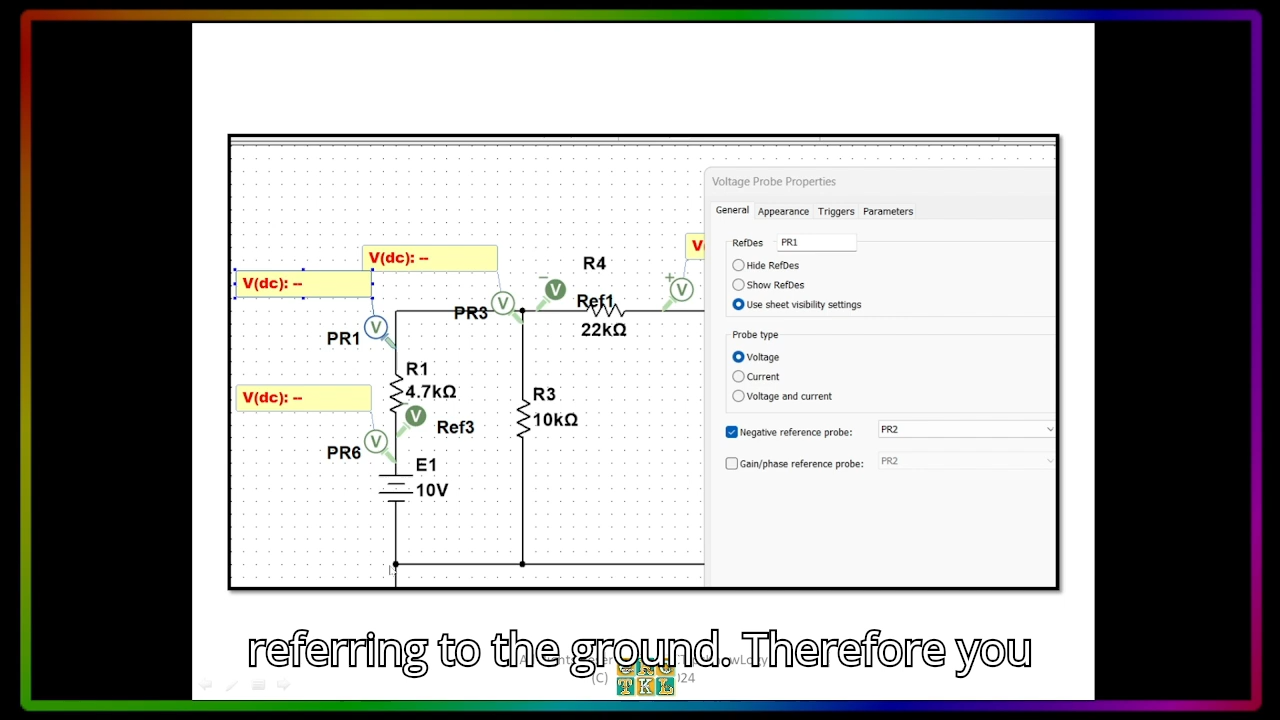 Voltage Probe Properties
General Appearance Triggers Parameters
RefDes PR1
Hide RefDes
Show RefDes
Use sheet visibility settings
Probe type
Voltage
Current
Voltage and current
Negative reference probe: PR2
Gain/phase reference probe: PR2
V(dc): --
V(dc): --
V(
R4
+
V
V
V
Ref1
PR3
22kΩ
V
PR1
R1
4.7kΩ
V(dc): --
R3
10kΩ
V
Ref3
V
PR6
E1
10V
referring to the ground. Therefore you
(C)
024
TKL